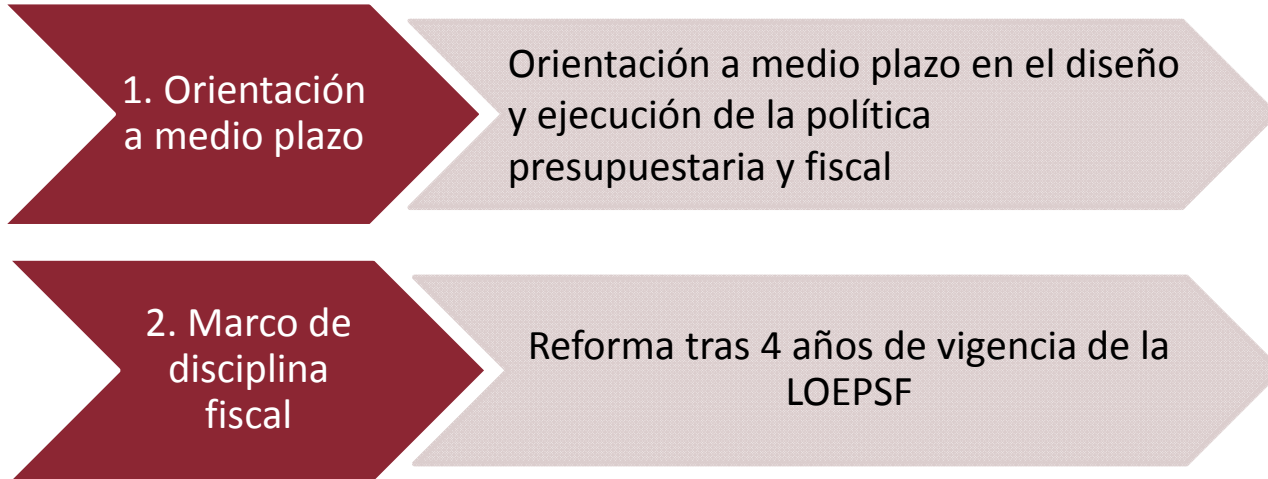 1. Orientación
a medio plazo
Orientación a medio plazo en el diseño
y ejecución de la política
presupuestaria y fiscal
2. Marco de
disciplina
fiscal
Reforma tras 4 años de vigencia de la
LOEPSF